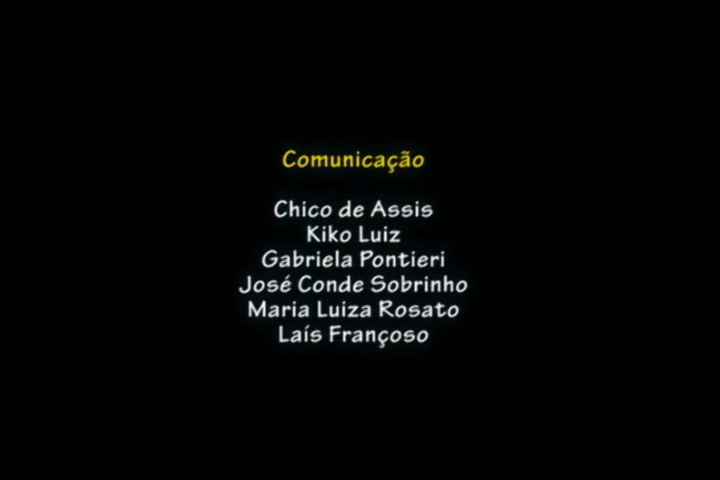 Comunicação
Chico de Assis
Kiko Luiz
Gabriela Pontieri
José Conde Sobrinho
Maria Luiza Rosato
Laís Françoso